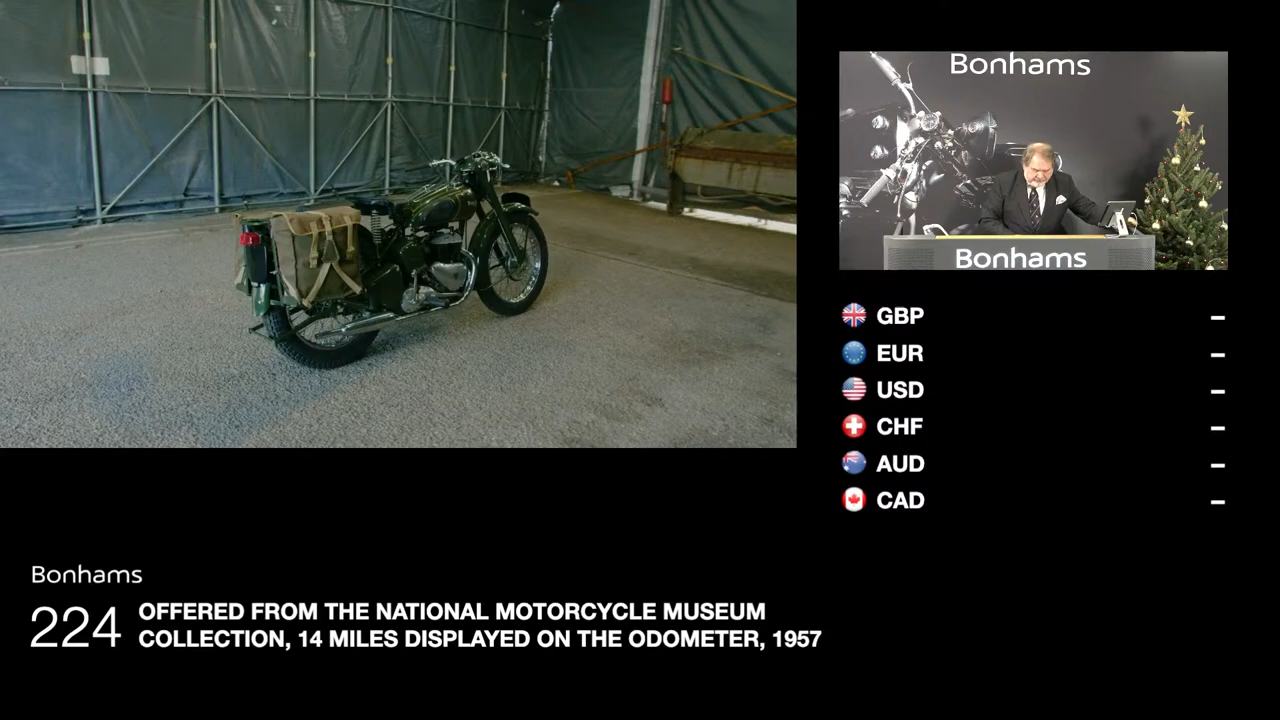 Bonhams
Bonhams
GBP –
EUR –
USD –
CHF –
AUD –
CAD –
Bonhams
224
OFFERED FROM THE NATIONAL MOTORCYCLE MUSEUM
COLLECTION, 14 MILES DISPLAYED ON THE ODOMETER, 1957